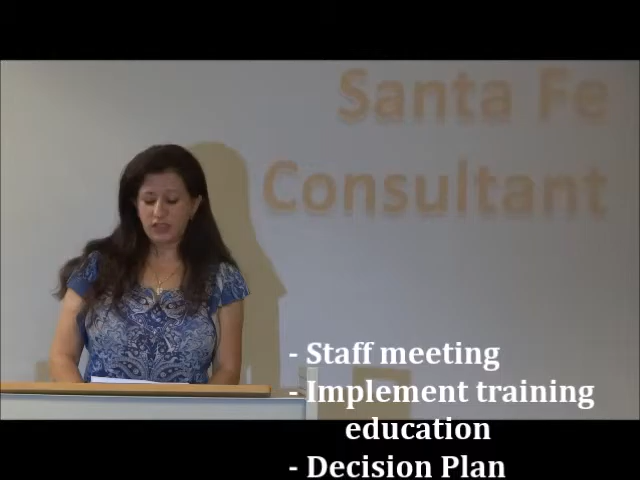 Santa Fe
Consultant
- Staff meeting
- Implement training
education
- Decision Plan